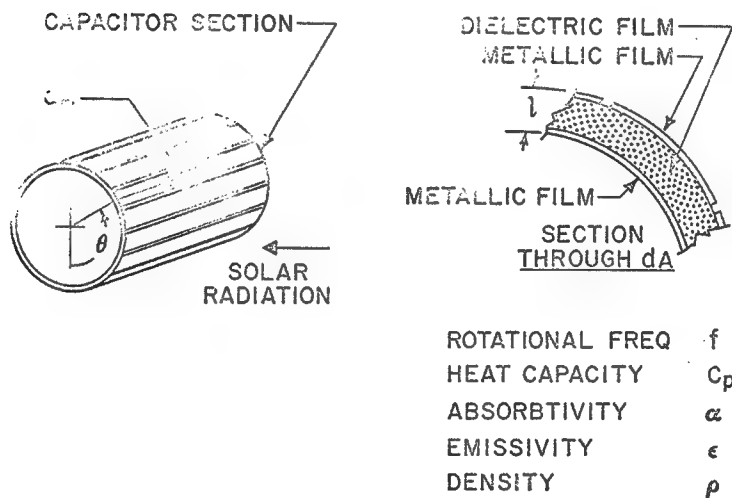 CAPACITOR SECTION
θ
SOLAR
RADIATION
DIELECTRIC FILM
METALLIC FILM
l
METALLIC FILM
SECTION
THROUGH dA
ROTATIONAL FREQ f
HEAT CAPACITY Cp
ABSORBTIVITY α
EMISSIVITY ϵ
DENSITY ρ